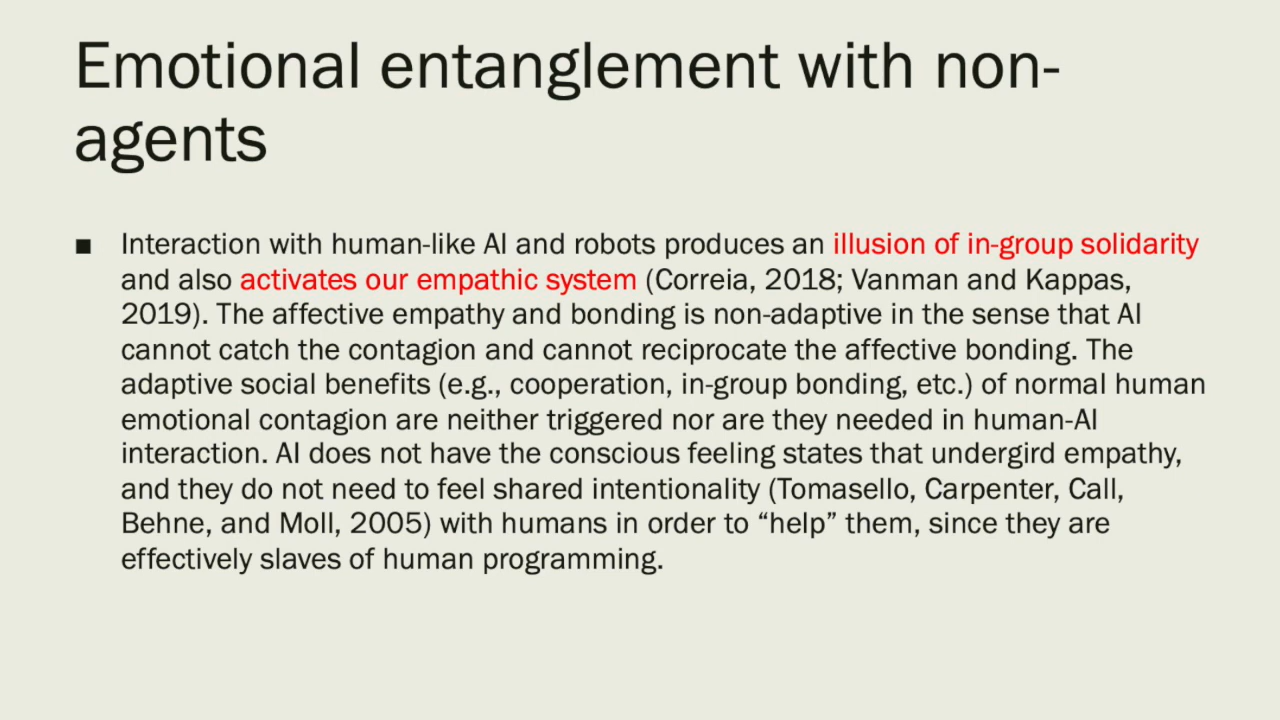 Emotional entanglement with non-
agents
■ Interaction with human-like AI and robots produces an illusion of in-group solidarity
and also activates our empathic system (Correia, 2018; Vanman and Kappas,
2019). The affective empathy and bonding is non-adaptive in the sense that AI
cannot catch the contagion and cannot reciprocate the affective bonding. The
adaptive social benefits (e.g., cooperation, in-group bonding, etc.) of normal human
emotional contagion are neither triggered nor are they needed in human-AI
interaction. AI does not have the conscious feeling states that undergird empathy,
and they do not need to feel shared intentionality (Tomasello, Carpenter, Call,
Behne, and Moll, 2005) with humans in order to “help” them, since they are
effectively slaves of human programming.